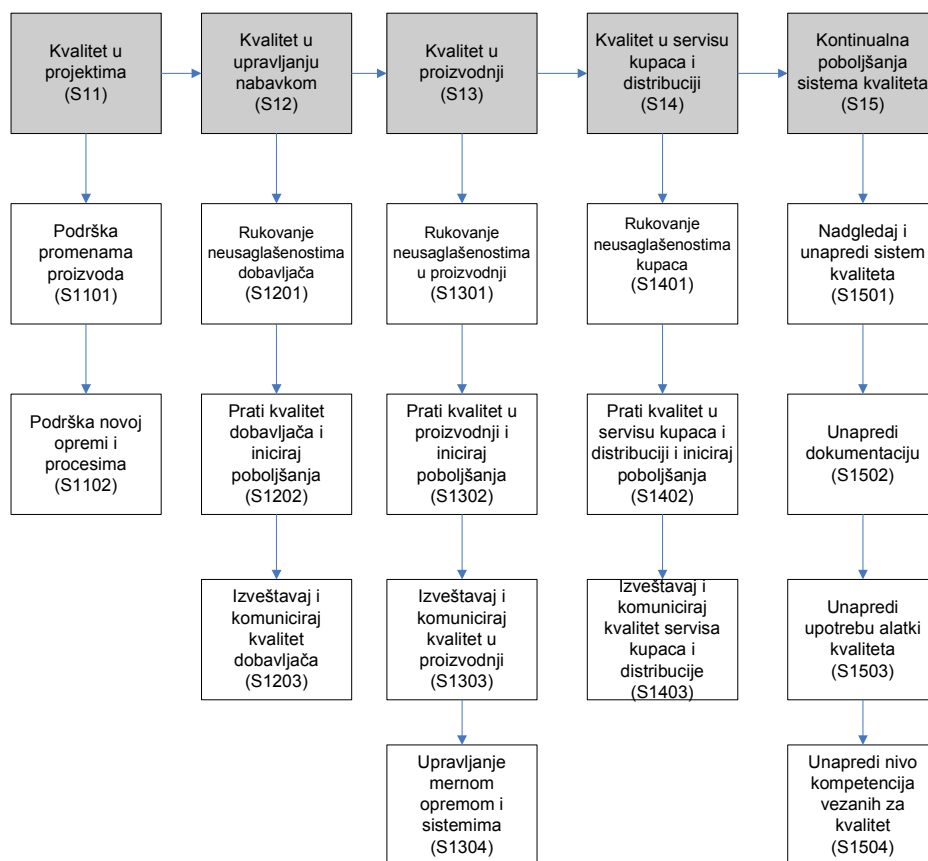 Kvalitet u
projektima
(S11)
Kvalitet u
upravljanju
nabavkom
(S12)
Kvalitet u
proizvodnji
(S13)
Kvalitet u servisu
kupaca i
distribuciji
(S14)
Kontinualna
poboljšanja
sistema kvaliteta
(S15)
Podrška
promenama
proizvoda
(S1101)
Rukovanje
neusaglašenostima
dobavljača
(S1201)
Rukovanje
neusaglašenostima
u proizvodnji
(S1301)
Rukovanje
neusaglašenostima
kupaca
(S1401)
Nadgledaj i
unapredi sistem
kvaliteta
(S1501)
Podrška novoj
opremi i
procesima
(S1102)
Prati kvalitet
dobavljača i
iniciraj
poboljšanja
(S1202)
Prati kvalitet u
proizvodnji i
iniciraj
poboljšanja
(S1302)
Prati kvalitet u
servisu kupaca i
distribuciji i iniciraj
poboljšanja
(S1402)
Unapredi
dokumentaciju
(S1502)
Izveštavaj i
komuniciraj
kvalitet
dobavljača
(S1203)
Izveštavaj i
komuniciraj
kvalitet u
proizvodnji
(S1303)
Izveštavaj i
komuniciraj
kvalitet servisa
kupaca i
distribucije
(S1403)
Unapredi
upotrebu alatki
kvaliteta
(S1503)
Upravljanje
mernom
opremom i
sistemima
(S1304)
Unapredi nivo
kompetencija
vezanih za
kvalitet
(S1504)